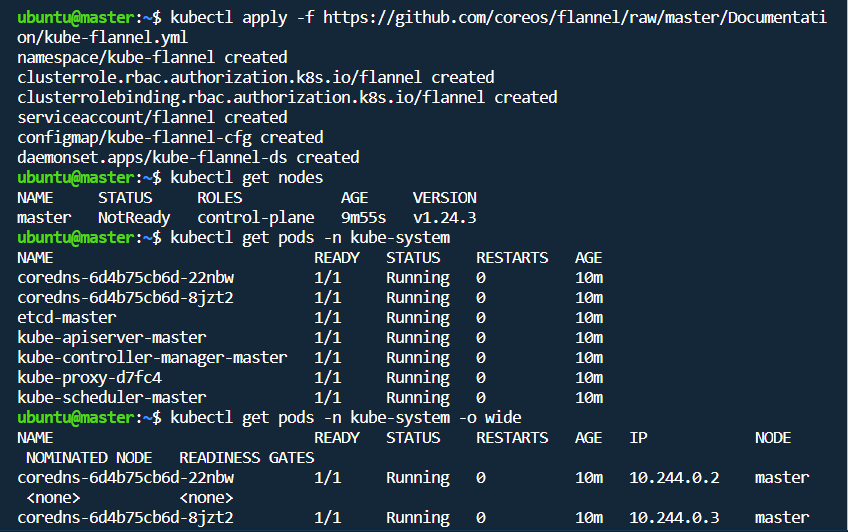 ubuntu@master:~$ kubectl apply -f https://github.com/coreos/flannel/raw/master/Documentati
on/kube-flannel.yml
namespace/kube-flannel created
clusterrole.rbac.authorization.k8s.io/flannel created
clusterrolebinding.rbac.authorization.k8s.io/flannel created
serviceaccount/flannel created
configmap/kube-flannel-cfg created
daemonset.apps/kube-flannel-ds created
ubuntu@master:~$ kubectl get nodes
NAME     STATUS     ROLES           AGE     VERSION
master   NotReady   control-plane   9m55s   v1.24.3
ubuntu@master:~$ kubectl get pods -n kube-system
NAME                             READY   STATUS    RESTARTS   AGE
coredns-6d4b75cb6d-22nbw         1/1     Running   0          10m
coredns-6d4b75cb6d-8jzt2         1/1     Running   0          10m
etcd-master                      1/1     Running   0          10m
kube-apiserver-master            1/1     Running   0          10m
kube-controller-manager-master   1/1     Running   0          10m
kube-proxy-d7fc4                 1/1     Running   0          10m
kube-scheduler-master            1/1     Running   0          10m
ubuntu@master:~$ kubectl get pods -n kube-system -o wide
NAME                             READY   STATUS    RESTARTS   AGE   IP           NODE
 NOMINATED NODE   READINESS GATES
coredns-6d4b75cb6d-22nbw         1/1     Running   0          10m   10.244.0.2   master
 <none>           <none>
coredns-6d4b75cb6d-8jzt2         1/1     Running   0          10m   10.244.0.3   master